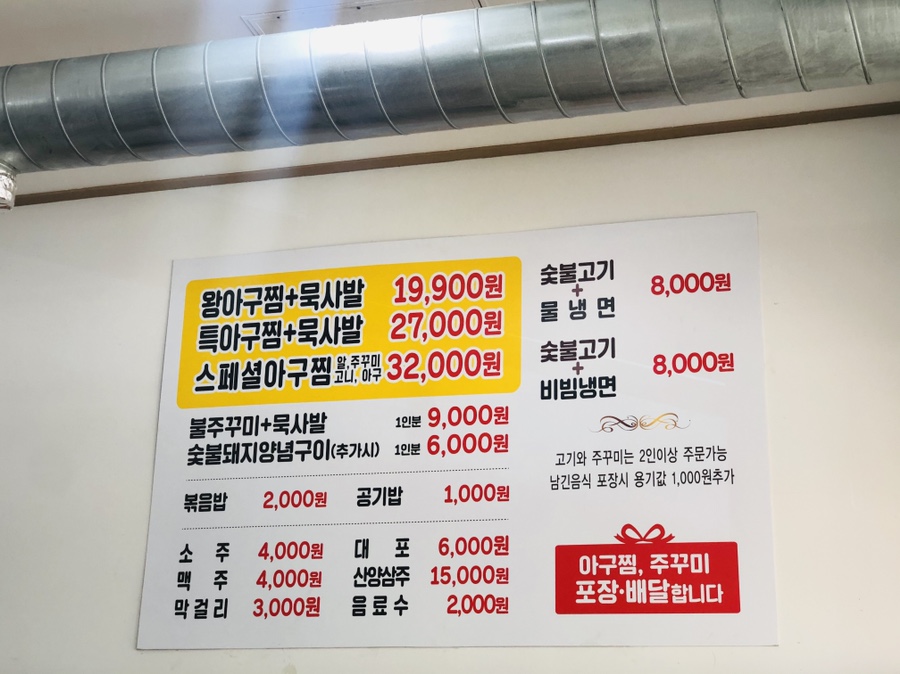 왕아구찜+묵사발 19,900원
특아구찜+묵사발 27,000원
스페셜아구찜 알,주꾸미 고니, 아구 32,000원
불주꾸미+묵사발 1인분 9,000원
숯불돼지양념구이(추가시) 1인분 6,000원
볶음밥 2,000원 공기밥 1,000원
소 주 4,000원 대 포 6,000원
맥 주 4,000원 산양삼주 15,000원
막걸리 3,000원 음료수 2,000원
숯불고기
+
물냉면
8,000원
숯불고기
+
비빔냉면
8,000원
고기와 주꾸미는 2인이상 주문가능
남긴음식 포장시 용기값 1,000원추가
아구찜, 주꾸미
포장·배달합니다